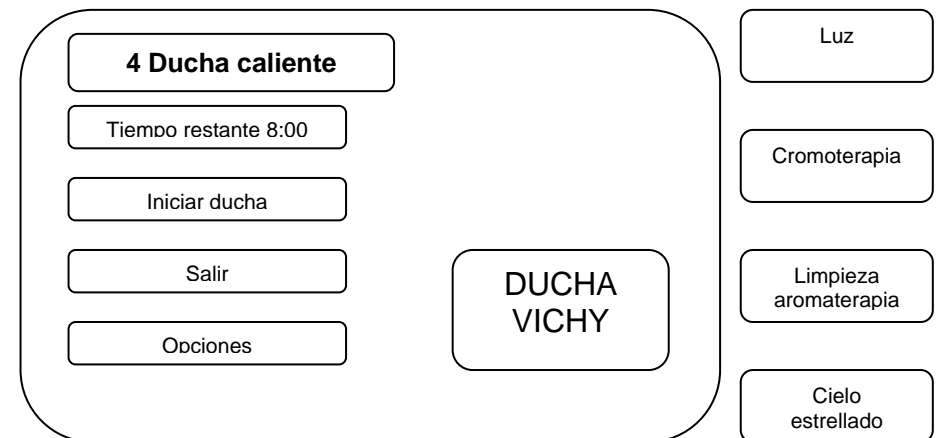 4 Ducha caliente
Tiempo restante 8:00
Iniciar ducha
Salir
Opciones
DUCHA
VICHY
Luz
Cromoterapia
Limpieza
aromaterapia
Cielo
estrellado